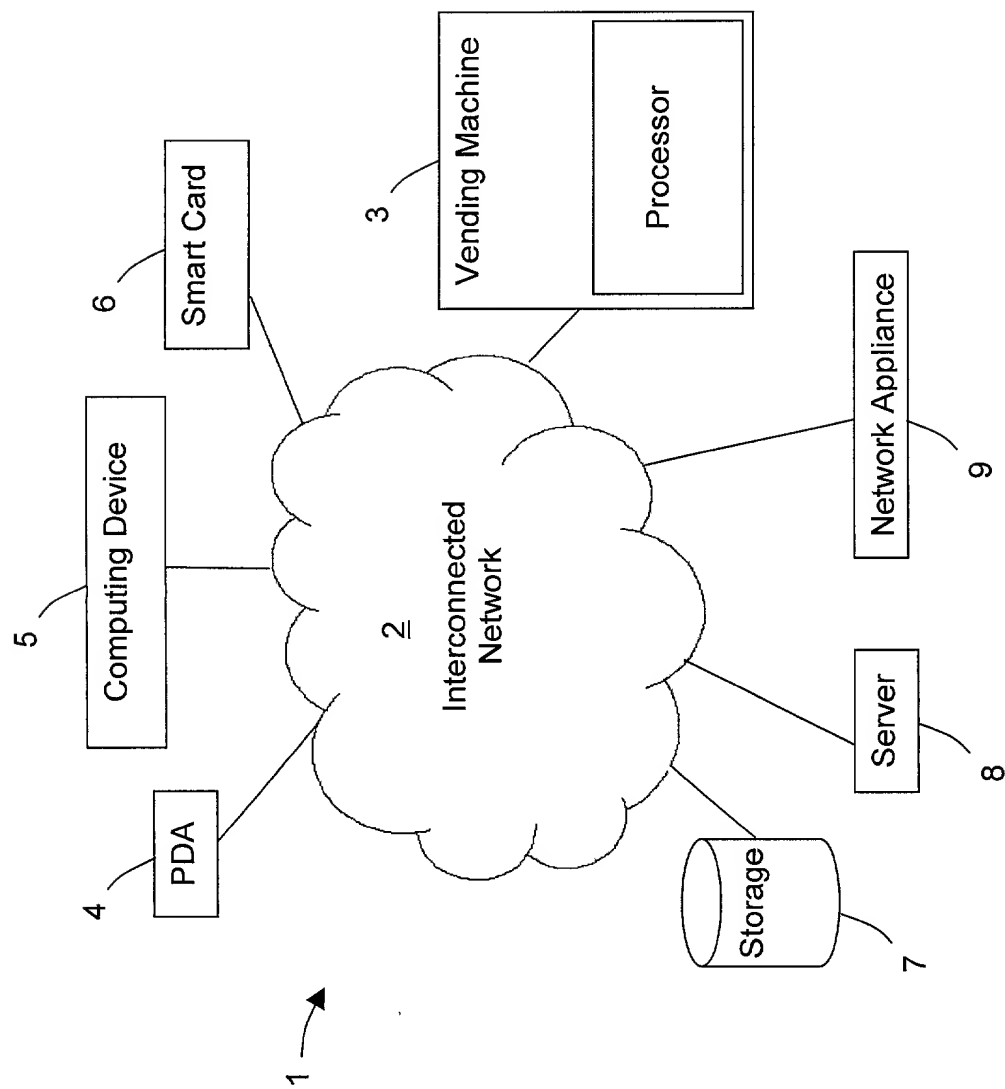 5
Computing Device
6
Smart Card
4
PDA
3
Vending Machine
Processor
2
Interconnected
Network
1
Storage
7
Server
8
Network Appliance
9